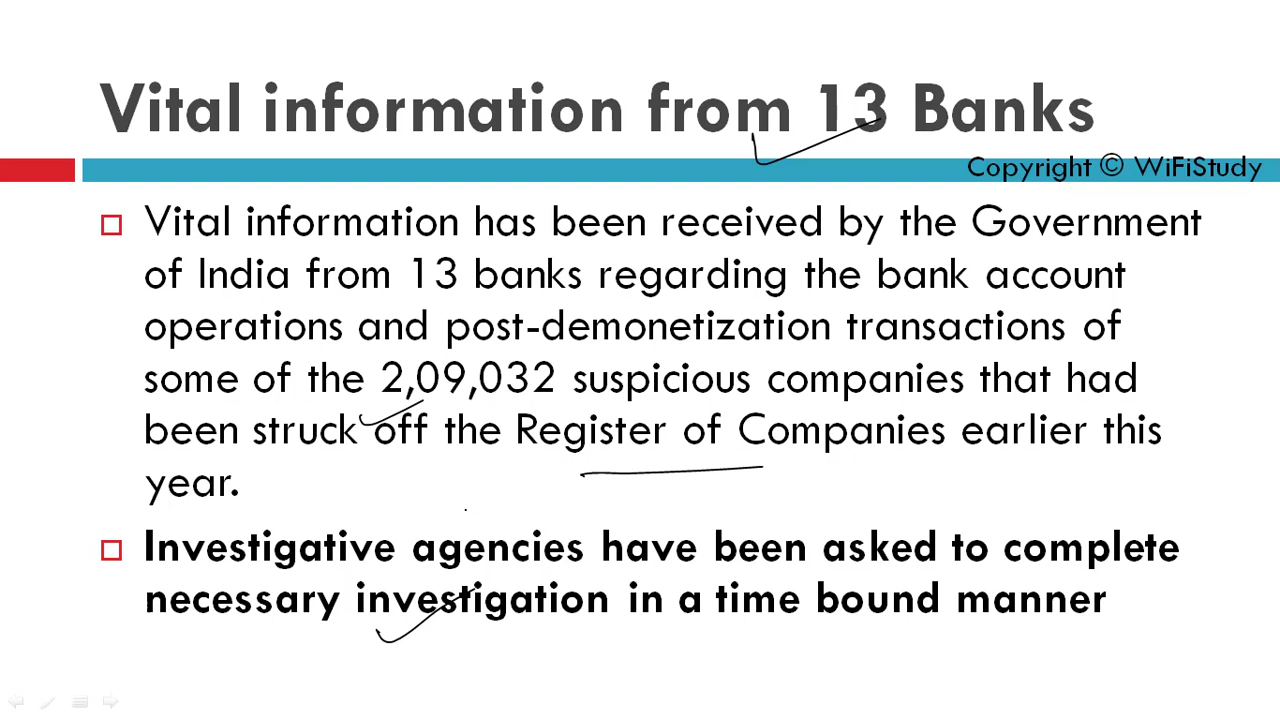 Vital information from 13 Banks
Copyright © WiFiStudy
Vital information has been received by the Government
of India from 13 banks regarding the bank account
operations and post-demonetization transactions of
some of the 2,09,032 suspicious companies that had
been struck off the Register of Companies earlier this
year.
Investigative agencies have been asked to complete
necessary investigation in a time bound manner